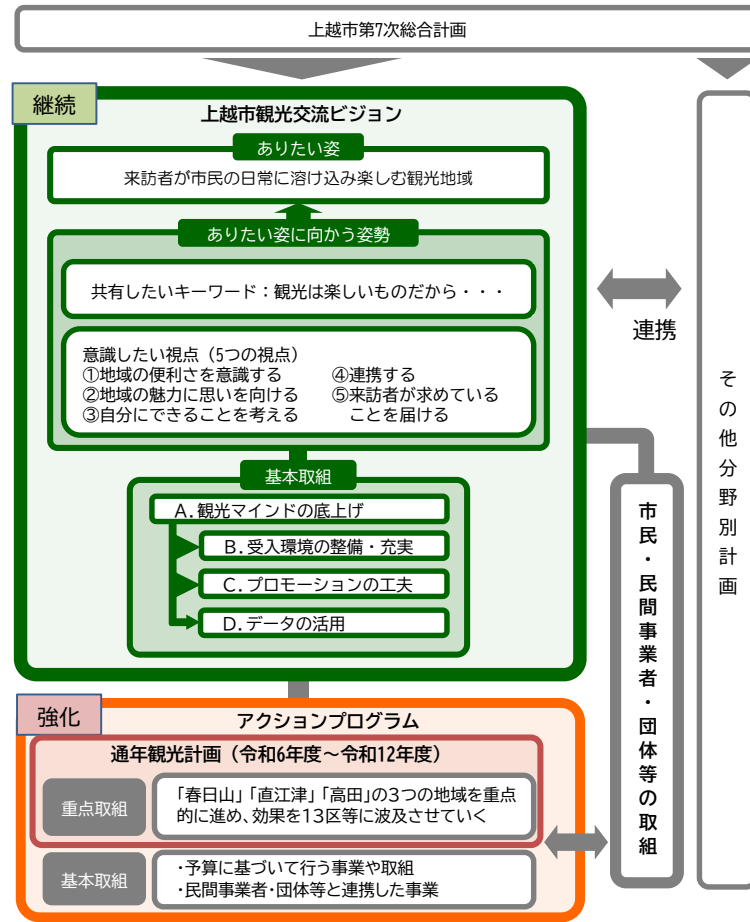 上越市第7次総合計画
継続
上越市観光交流ビジョン
ありたい姿
来訪者が市民の日常に溶け込み楽しむ観光地域
ありたい姿に向かう姿勢
共有したいキーワード：観光は楽しいものだから・・・
意識したい視点（5つの視点）
①地域の便利さを意識する
②地域の魅力に思いを向ける
③自分にできることを考える
④連携する
⑤来訪者が求めている
ことを届ける
基本取組
A.観光マインドの底上げ
B.受入環境の整備・充実
C.プロモーションの工夫
D.データの活用
連携
その他分野別計画
市民・民間事業者・団体等の取組
強化
アクションプログラム
通年観光計画（令和6年度～令和12年度）
重点取組
「春日山」「直江津」「高田」の3つの地域を重点
的に進め、効果を13区等に波及させていく
基本取組
・予算に基づいて行う事業や取組
・民間事業者・団体等と連携した事業